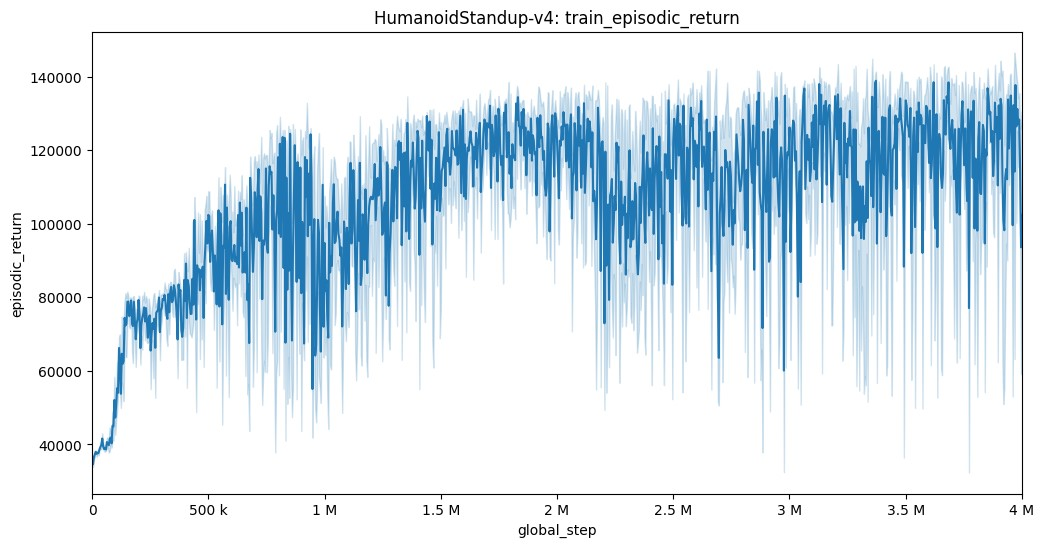 HumanoidStandup-v4: train_episodic_return
140000
120000
100000
80000
60000
40000
episodic_return
0 500 k 1 M 1.5 M 2 M 2.5 M 3 M 3.5 M 4 M
global_step